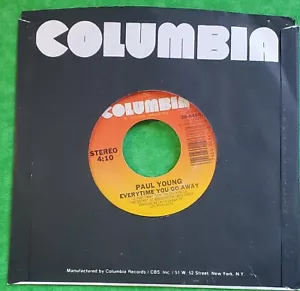 COLUMBIA
COLUMBIA
STEREO
4:10
PAUL YOUNG
EVERYTIME YOU GO AWAY
Manufactured by Columbia Records / CBS Inc. / 51 W. 52 Street, New York, N.Y.